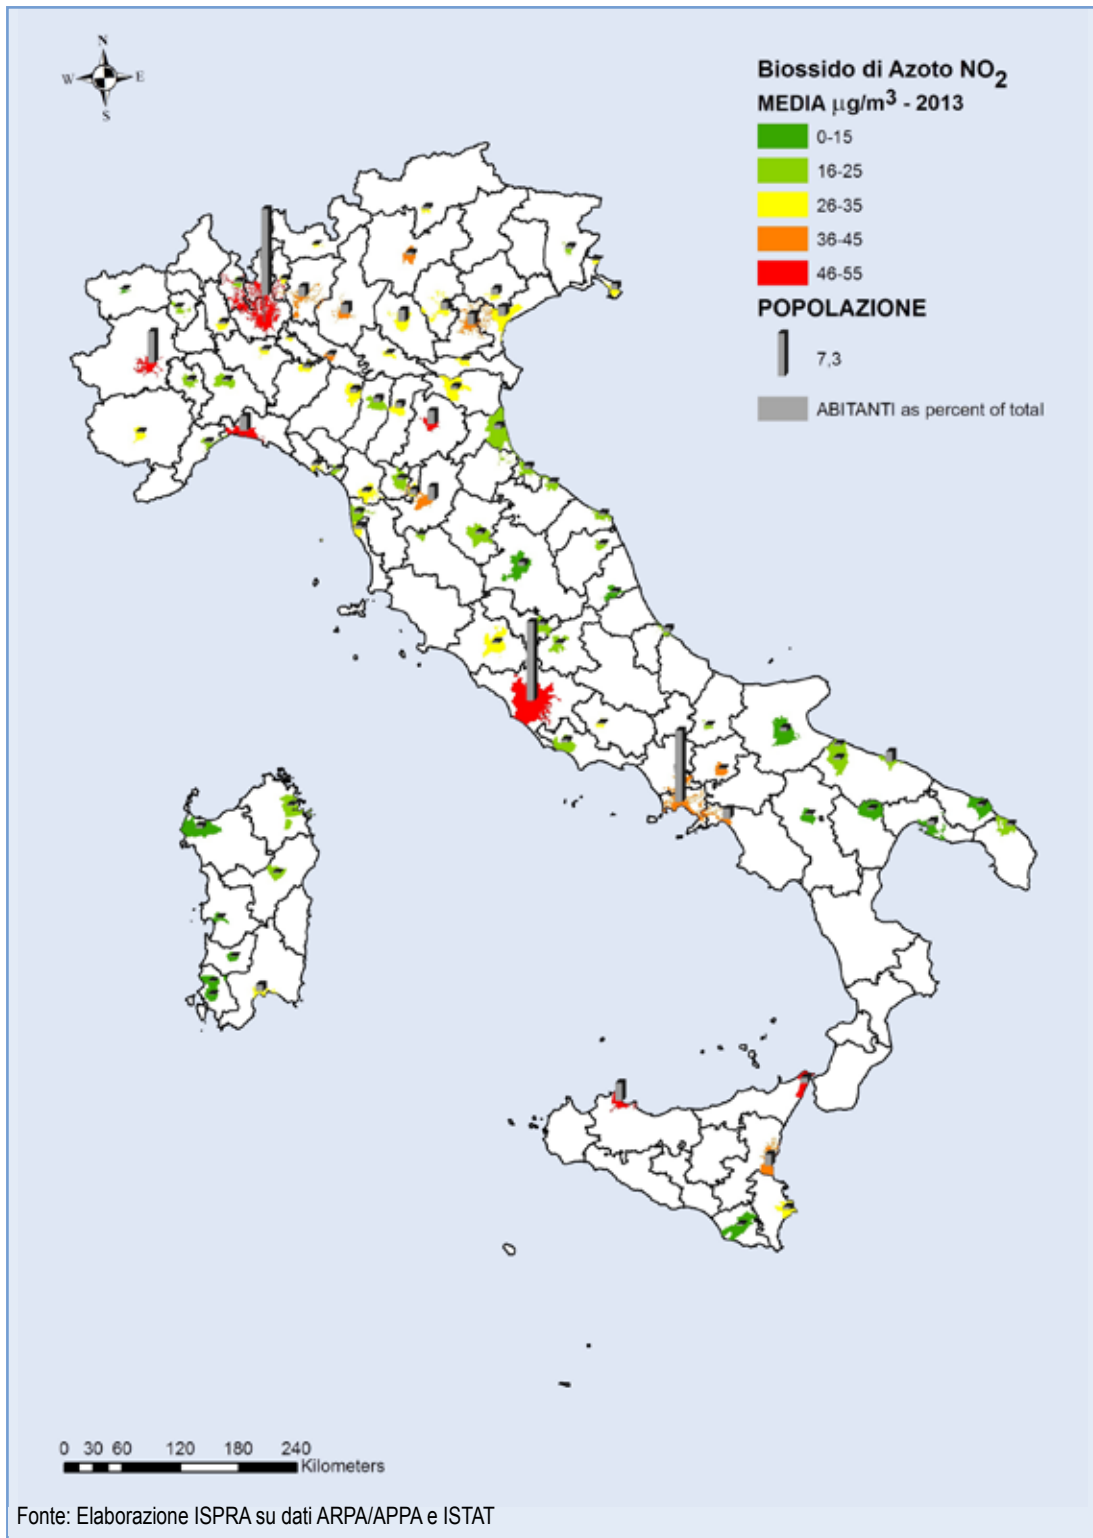 N
W E
S
Biossido di Azoto NO2
MEDIA µg/m3 - 2013
0-15
16-25
26-35
36-45
46-55
POPOLAZIONE
7,3
ABITANTI as percent of total
0 30 60 120 180 240
Kilometers
Fonte: Elaborazione ISPRA su dati ARPA/APPA e ISTAT